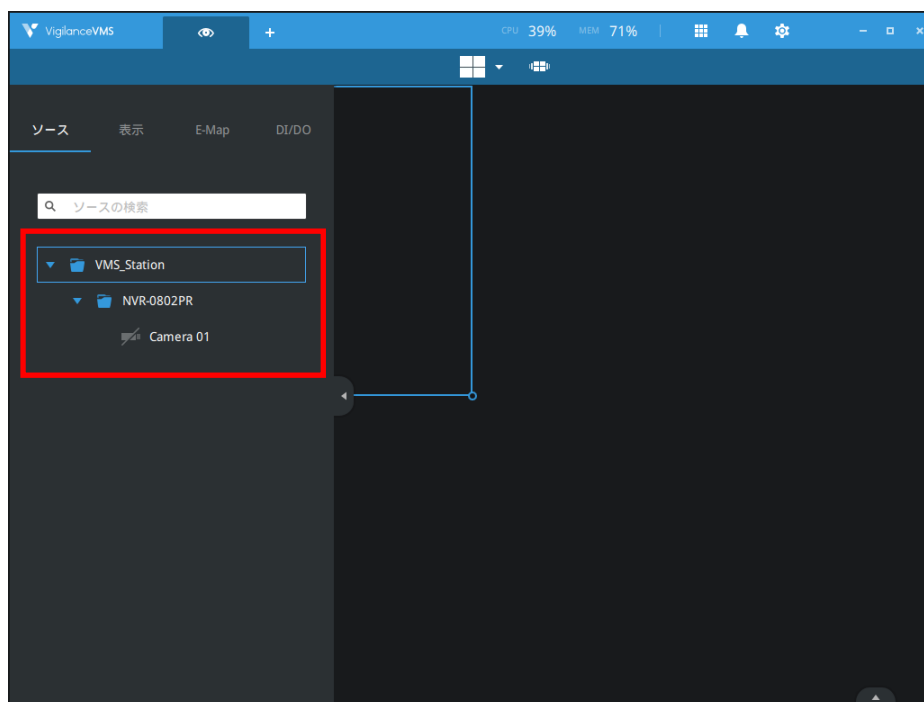 VigilanceVMS + CPU 39% MEM 71%
ソース 表示 E-Map DI/DO
ソースの検索
VMS_Station
NVR-0802PR
Camera 01